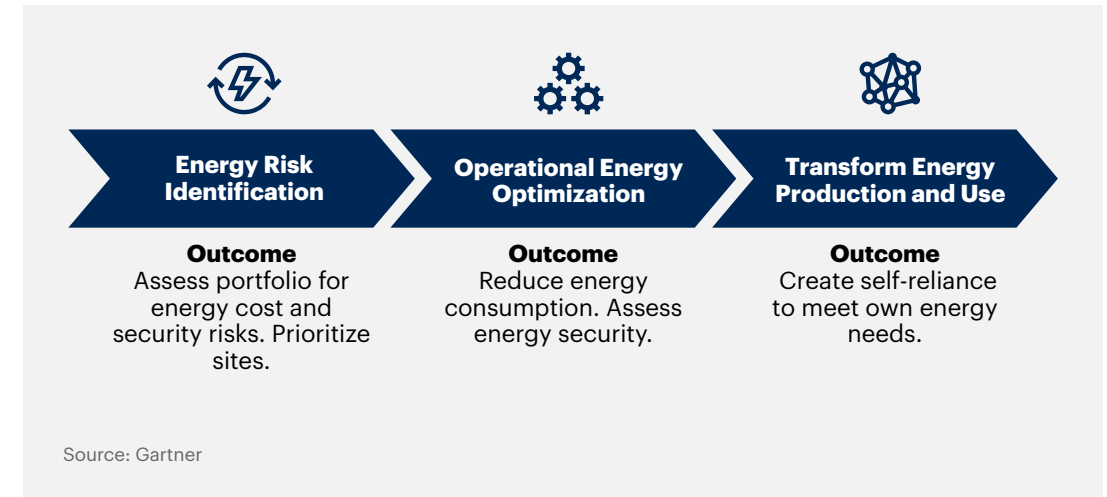 Energy Risk
Identification
Operational Energy
Optimization
Transform Energy
Production and Use
Outcome
Assess portfolio for
energy cost and
security risks. Prioritize
sites.
Outcome
Reduce energy
consumption. Assess
energy security.
Outcome
Create self-reliance
to meet own energy
needs.
Source: Gartner